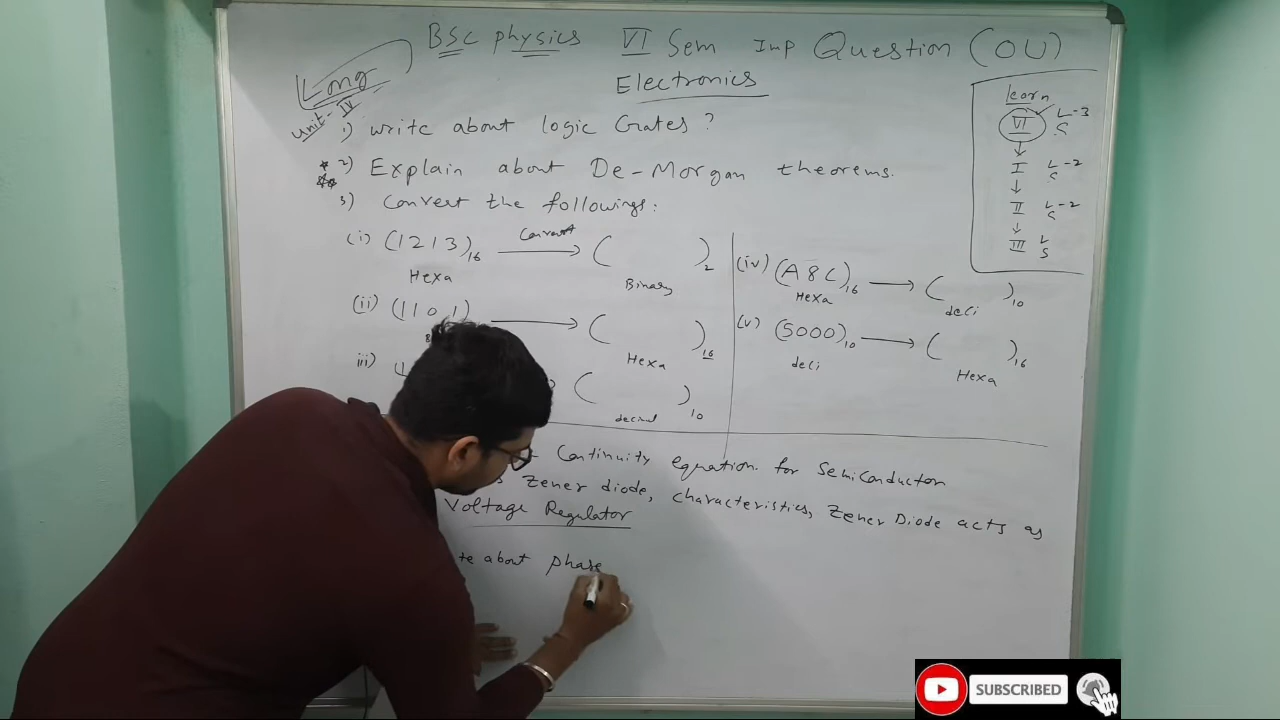 BSC physics VI Sem Imp Question (OU)
Electronics
Long
Unit-IV
1) write about logic Gates ?
2) Explain about De-Morgan theorems.
3) Convert the followings:
(i) (1213)16 Convert ( )2
Hexa Binary
(ii) (1101) ( )16
Hexa
iii) ( )10
decimal
(iv) (A8C)16 ( )10
Hexa deci
(v) (5000)10 ( )16
deci Hexa
Continuity equation for Semiconductor
Zener diode, characteristics, Zener Diode acts as
Voltage Regulator
about phase
learn
VI L-3
S
I L-2
S
II L-2
S
III L
S
SUBSCRIBED